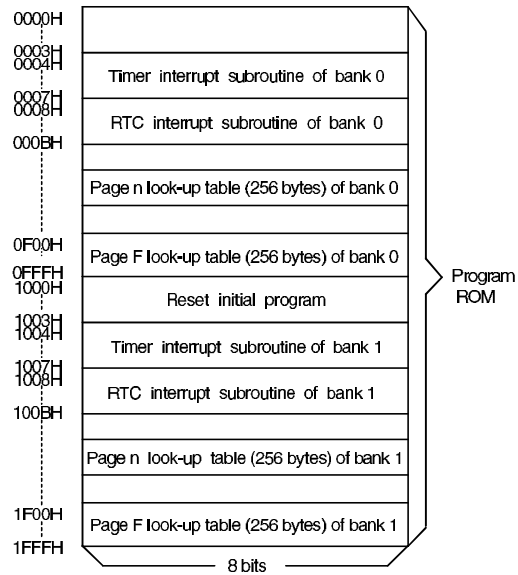 0000H
0003H
0004H
Timer interrupt subroutine of bank 0
0007H
0008H
RTC interrupt subroutine of bank 0
000BH
Page n look-up table (256 bytes) of bank 0
0F00H
Page F look-up table (256 bytes) of bank 0
0FFFH
1000H
Reset initial program
1003H
1004H
Timer interrupt subroutine of bank 1
1007H
1008H
RTC interrupt subroutine of bank 1
100BH
Page n look-up table (256 bytes) of bank 1
1F00H
Page F look-up table (256 bytes) of bank 1
1FFFH
8 bits
Program
ROM